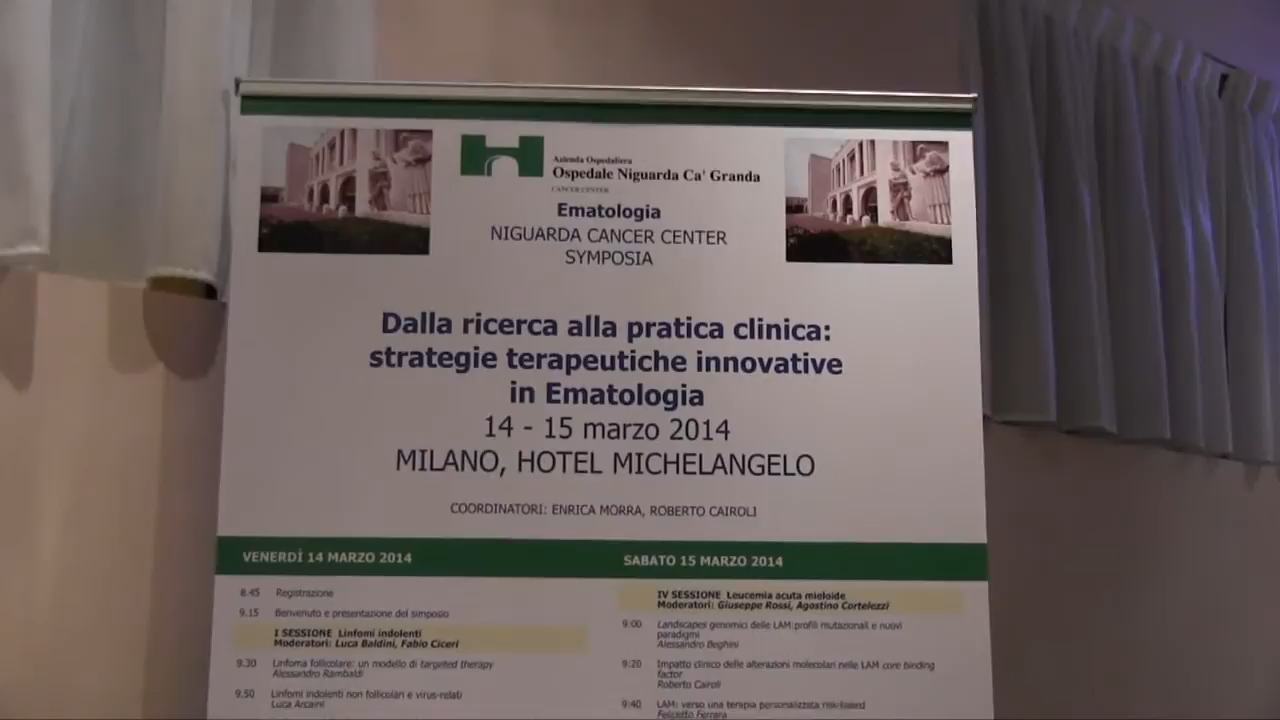 Azienda Ospedaliera
Ospedale Niguarda Ca' Granda
CANCER CENTER
Ematologia
NIGUARDA CANCER CENTER
SYMPOSIA
Dalla ricerca alla pratica clinica:
strategie terapeutiche innovative
in Ematologia
14 - 15 marzo 2014
MILANO, HOTEL MICHELANGELO
COORDINATORI: ENRICA MORRA, ROBERTO CAIROLI
VENERDÌ 14 MARZO 2014
8.45 Registrazione
9.15 Benvenuto e presentazione del simposio
I SESSIONE Linfomi indolenti
Moderatori: Luca Baldini, Fabio Ciceri
9.30 Linfoma follicolare: un modello di targeted therapy
Alessandro Rambaldi
9.50 Linfomi indolenti non follicolari e virus-relati
Luca Arcaini
SABATO 15 MARZO 2014
IV SESSIONE Leucemia acuta mieloide
Moderatori: Giuseppe Rossi, Agostino Cortelezzi
9:00 Landscapes genomici delle LAM:profili mutazionali e nuovi
paradigmi
Alessandro Beghini
9:20 Impatto clinico delle alterazioni molecolari nelle LAM core binding
factor
Roberto Cairoli
9:40 LAM: verso una terapia personalizzata risk-based
Felicetto Ferrara